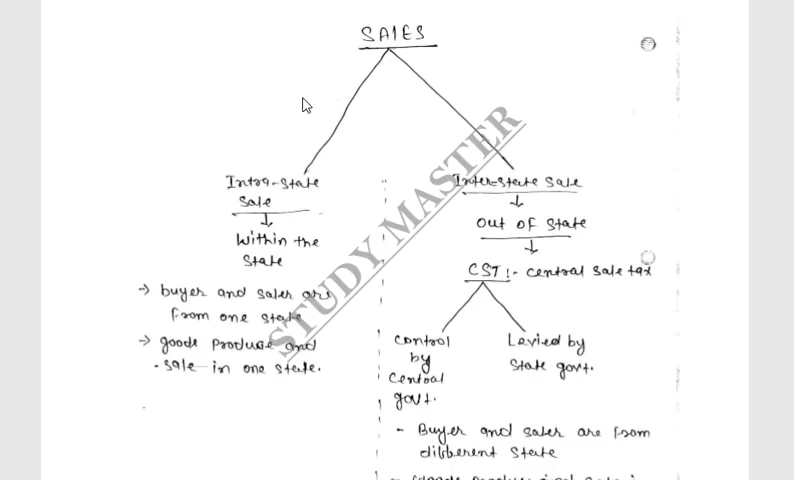 SALES
Intra-state
Sale
Within the
State
→ buyer and saler are
from one state
→ goods produse and
sale in one state.
Inter-state sale
out of state
CST :- central sale tax
control
by
central
govt.
Levied by
State govt.
- Buyer and saler are from
different state
STUDY MASTER